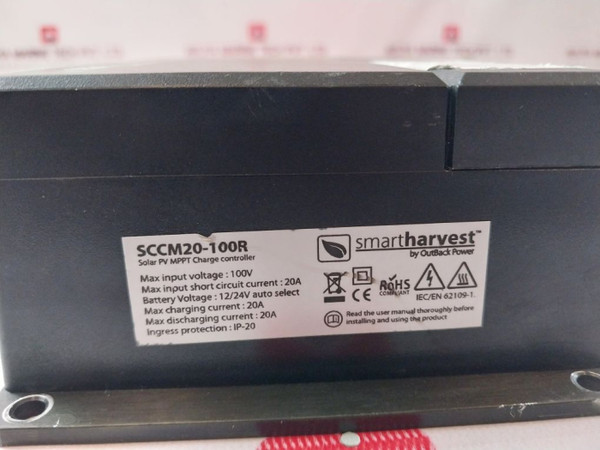 SCCM20-100R
Solar PV MPPT Charge controller
Max input voltage : 100V
Max input short circuit current : 20A
Battery Voltage : 12/24V auto select
Max charging current : 20A
Max discharging current : 20A
Ingress protection : IP-20
smartharvest™
by OutBack Power
CE
RoHS
COMPLIANT
IEC/EN 62109-1
Read the user manual thoroughly before
installing and using the product